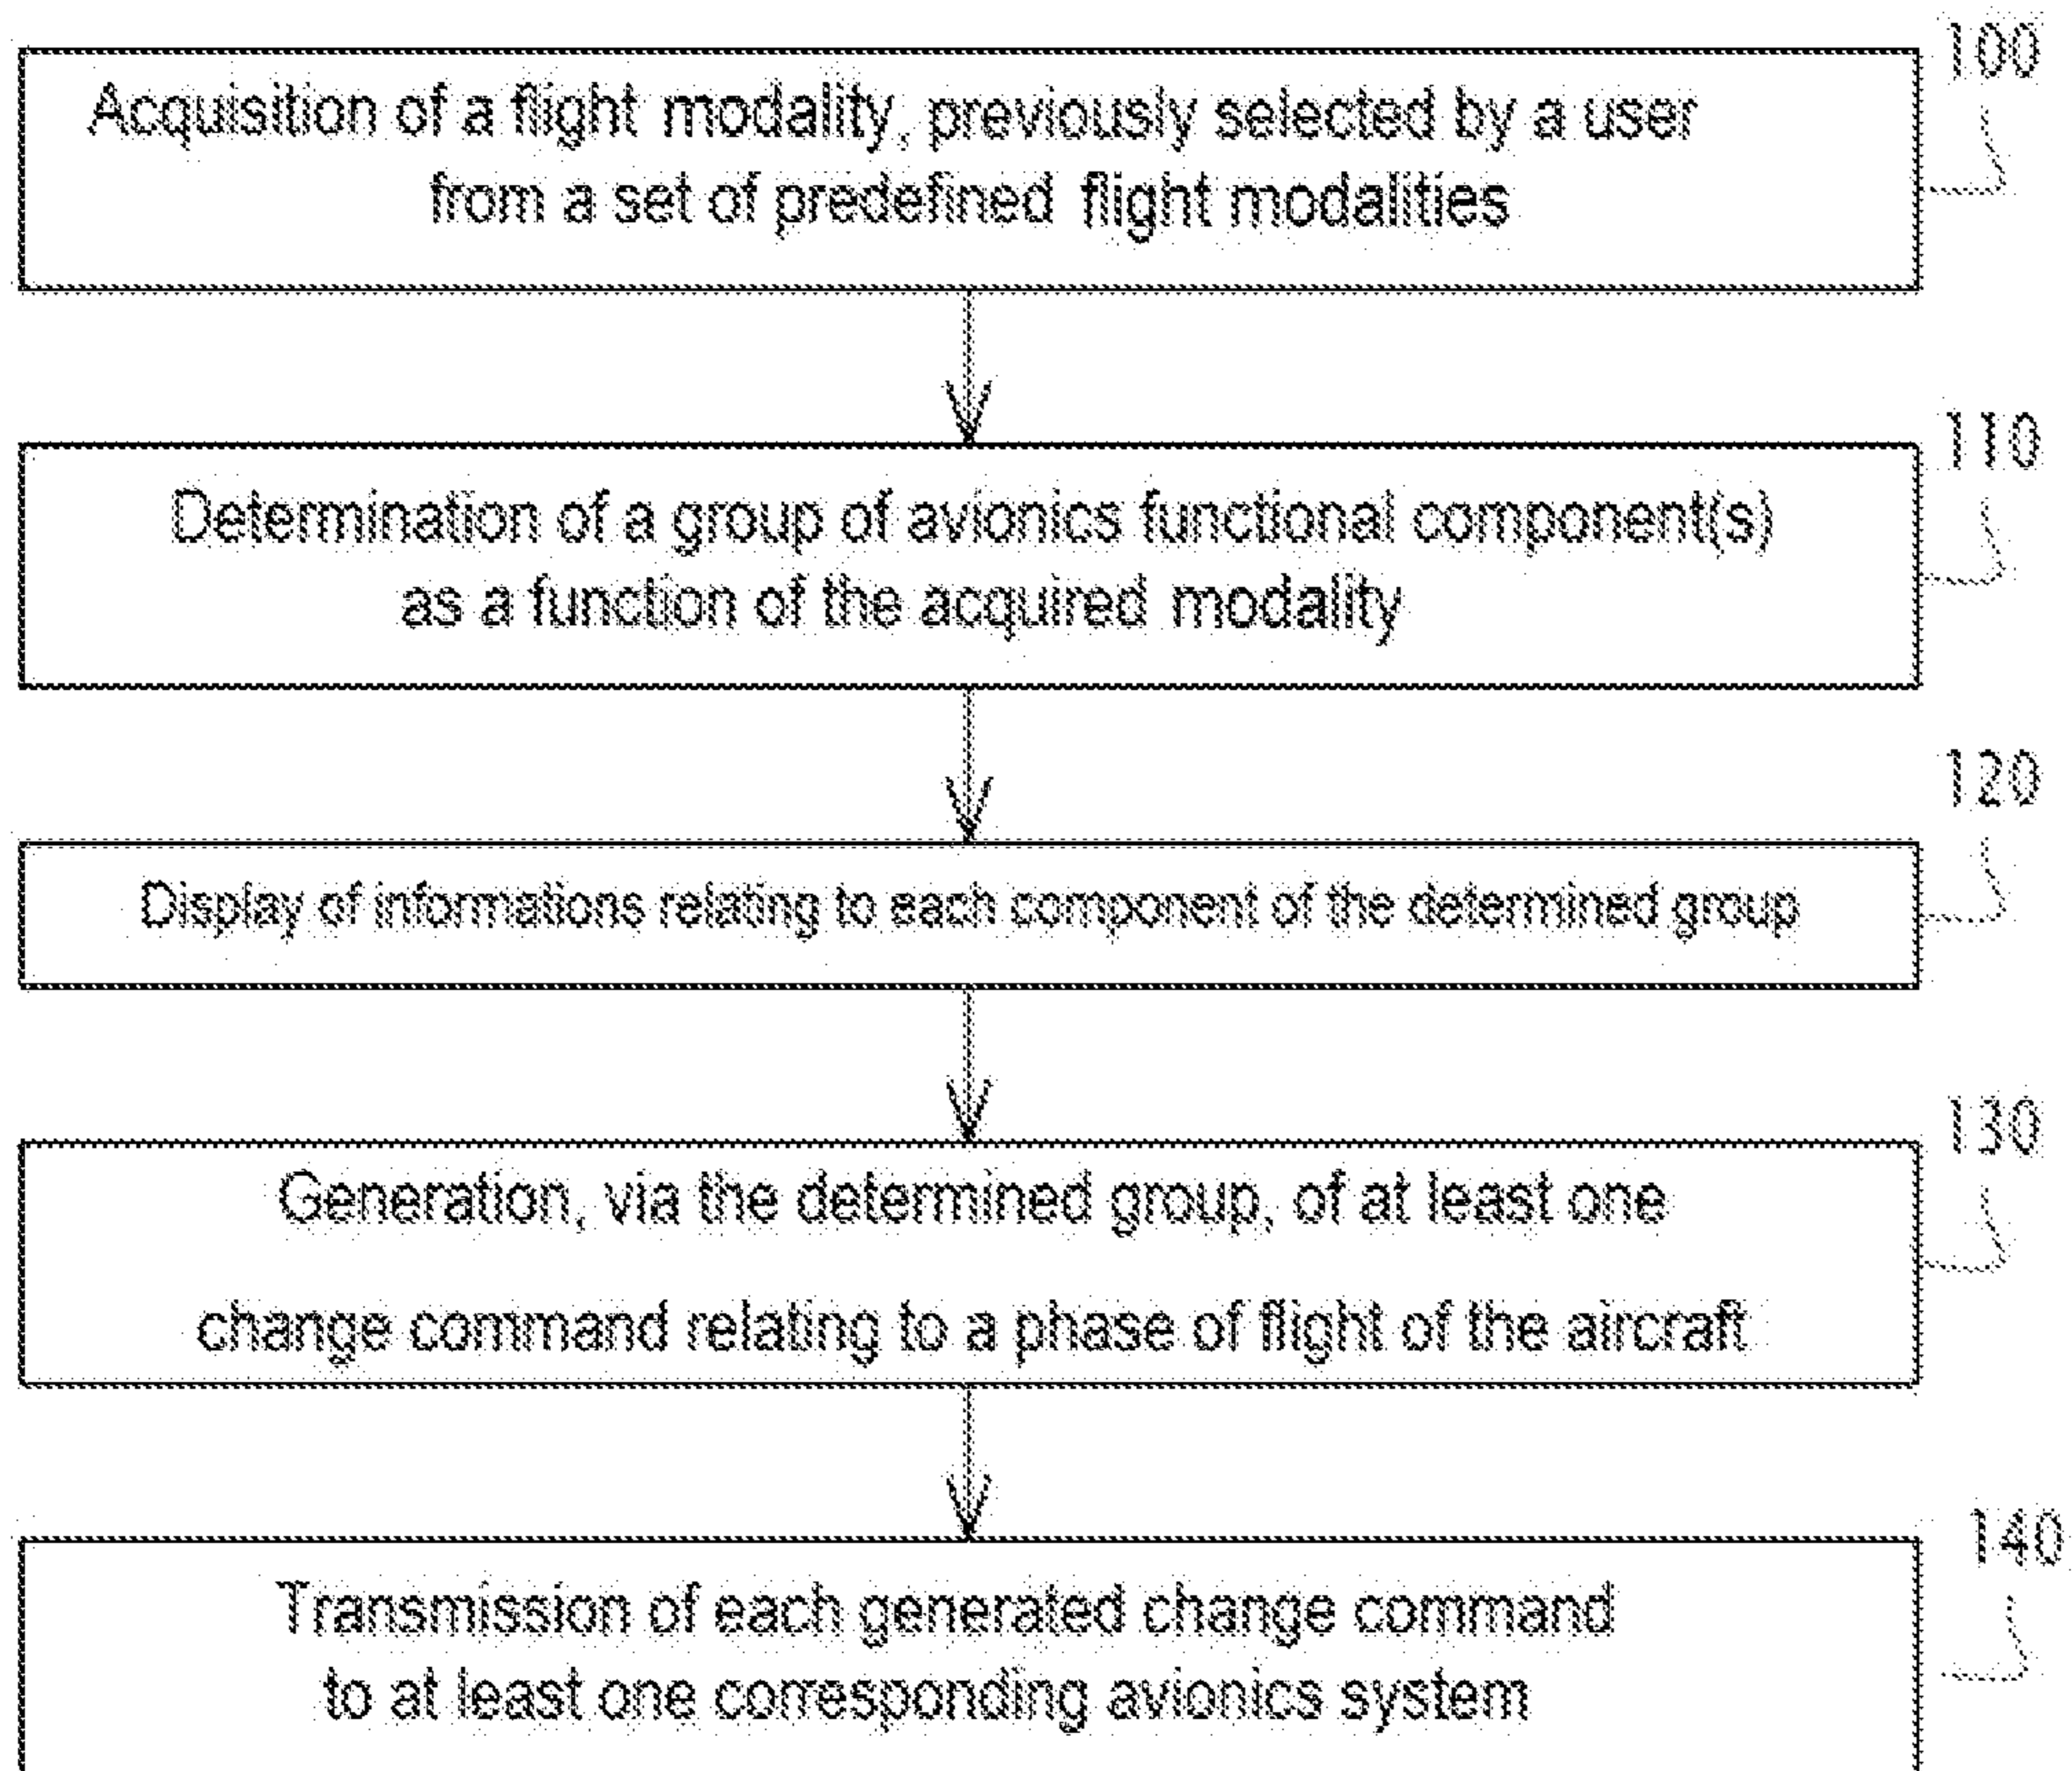 100
Acquisition of a flight modality, previously selected by a user
from a set of predefined flight modalities
110
Determination of a group of avionics functional component(s)
as a function of the acquired modality
120
Display of informations relating to each component of the determined group
130
Generation, via the determined group, of at least one
change command relating to a phase of flight of the aircraft
140
Transmission of each generated change command
to at least one corresponding avionics system